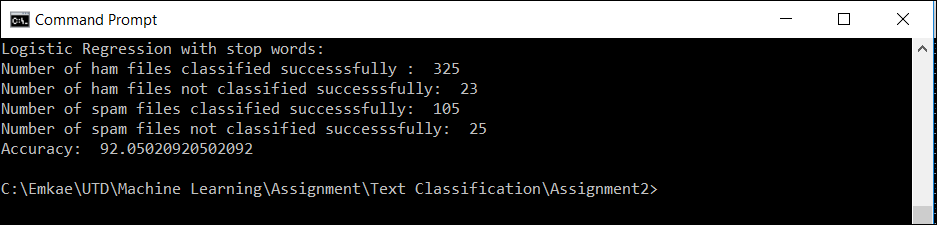 Command Prompt
Logistic Regression with stop words:
Number of ham files classified successsfully :  325
Number of ham files not classified successsfully:  23
Number of spam files classified successsfully:  105
Number of spam files not classified successsfully:  25
Accuracy:  92.05020920502092
C:\Emkae\UTD\Machine Learning\Assignment\Text Classification\Assignment2>